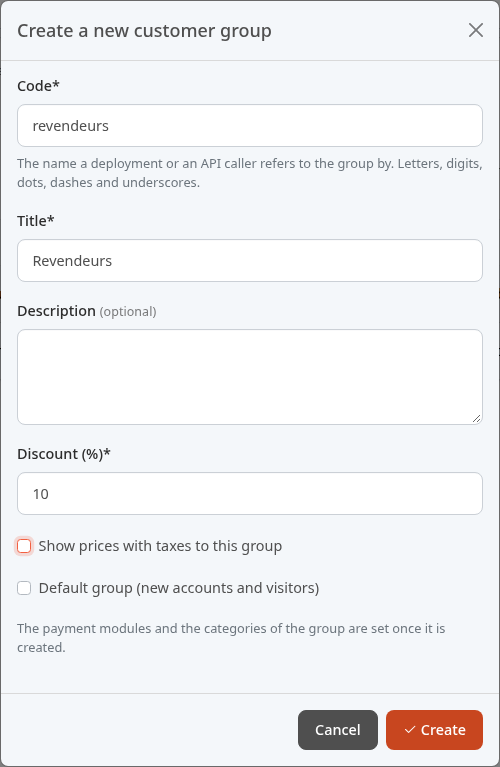 Create a new customer group
Code*
revendeurs
The name a deployment or an API caller refers to the group by. Letters, digits,
dots, dashes and underscores.
Title*
Revendeurs
Description (optional)
Discount (%)*
10
Show prices with taxes to this group
Default group (new accounts and visitors)
The payment modules and the categories of the group are set once it is
created.
Cancel
Create